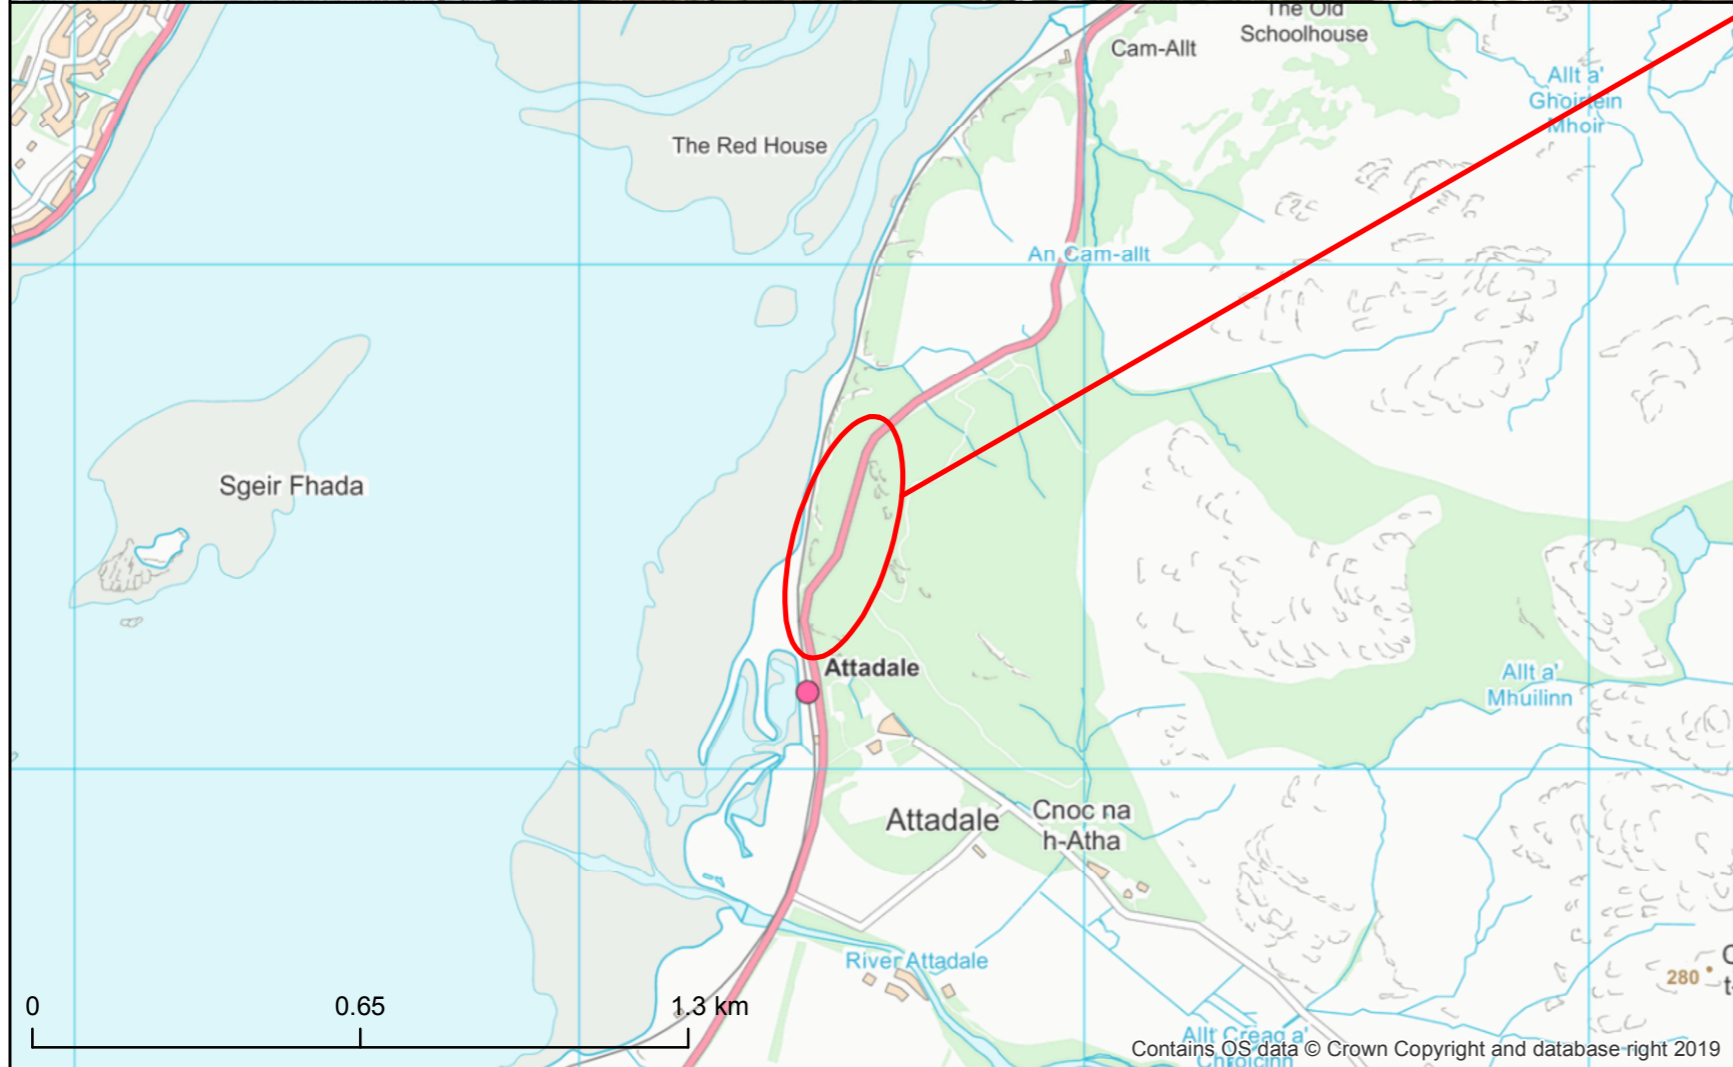 The Old
Schoolhouse
Cam-Allt
Allt a'
Ghoirtein
Mhoir
The Red House
An Cam-allt
Sgeir Fhada
Attadale
Allt a'
Mhuilinn
Attadale
Cnoc na
h-Atha
River Attadale
280
0
0.65
1.3 km
Allt Creag a'
Chroicinn
Contains OS data © Crown Copyright and database right 2019